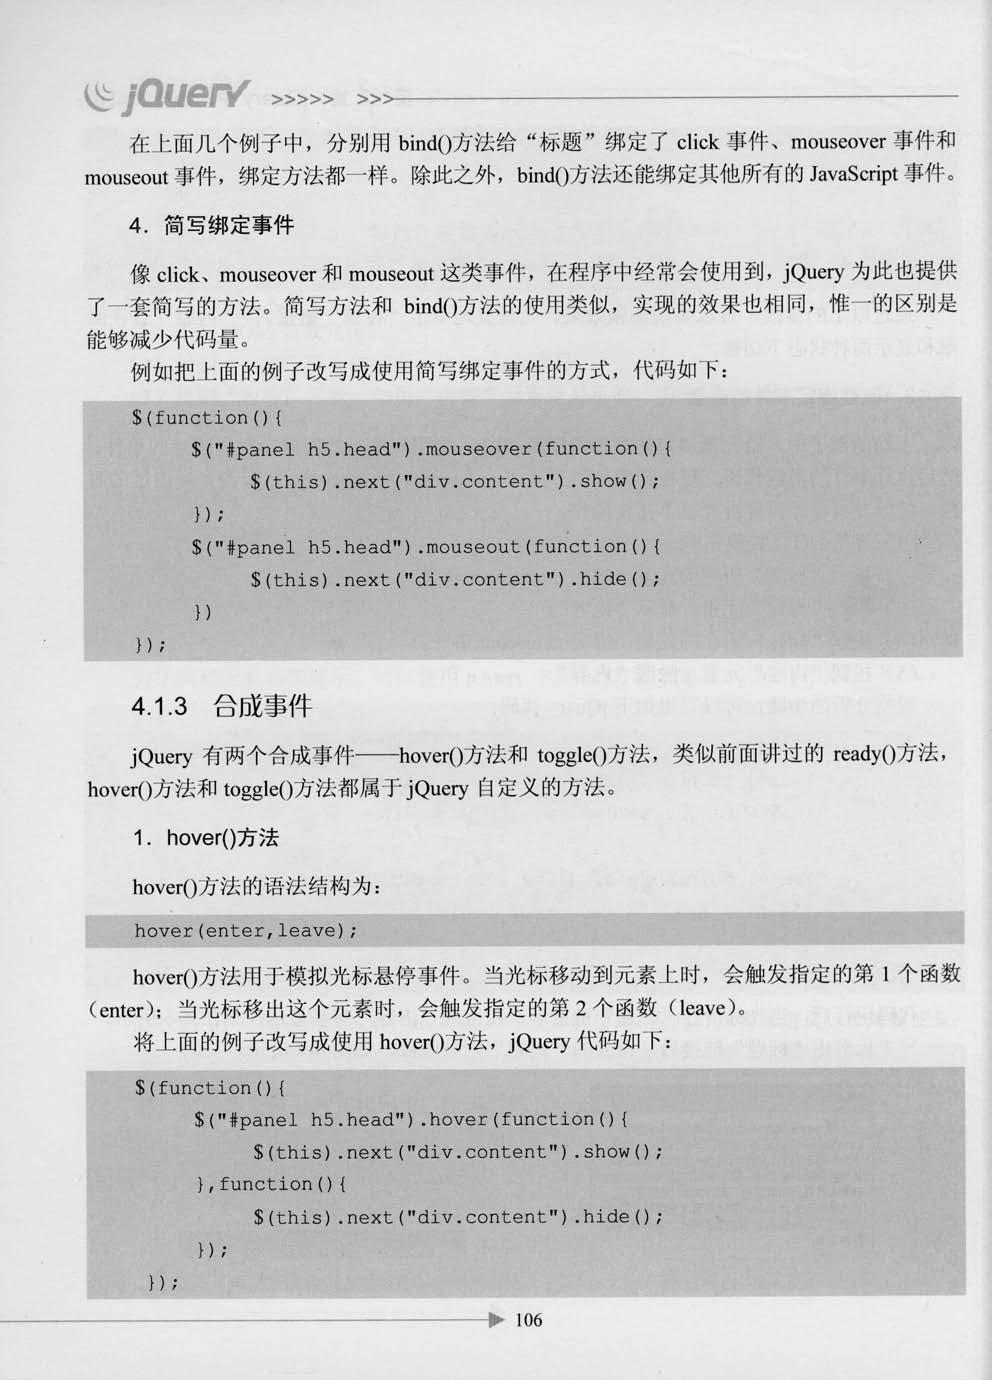 jQuery >>>>> >>>
在上面几个例子中，分别用 bind()方法给“标题”绑定了 click 事件、mouseover 事件和
mouseout 事件，绑定方法都一样。除此之外，bind()方法还能绑定其他所有的 JavaScript 事件。
4．简写绑定事件
像 click、mouseover 和 mouseout 这类事件，在程序中经常会使用到，jQuery 为此也提供
了一套简写的方法。简写方法和 bind()方法的使用类似，实现的效果也相同，惟一的区别是
能够减少代码量。
例如把上面的例子改写成使用简写绑定事件的方式，代码如下：
$(function(){
$("#panel h5.head").mouseover(function(){
$(this).next("div.content").show();
});
$("#panel h5.head").mouseout(function(){
$(this).next("div.content").hide();
})
});
4.1.3 合成事件
jQuery 有两个合成事件——hover()方法和 toggle()方法，类似前面讲过的 ready()方法，
hover()方法和 toggle()方法都属于 jQuery 自定义的方法。
1．hover()方法
hover()方法的语法结构为：
hover(enter,leave);
hover()方法用于模拟光标悬停事件。当光标移动到元素上时，会触发指定的第 1 个函数
（enter）；当光标移出这个元素时，会触发指定的第 2 个函数（leave）。
将上面的例子改写成使用 hover()方法，jQuery 代码如下：
$(function(){
$("#panel h5.head").hover(function(){
$(this).next("div.content").show();
},function(){
$(this).next("div.content").hide();
});
});
106